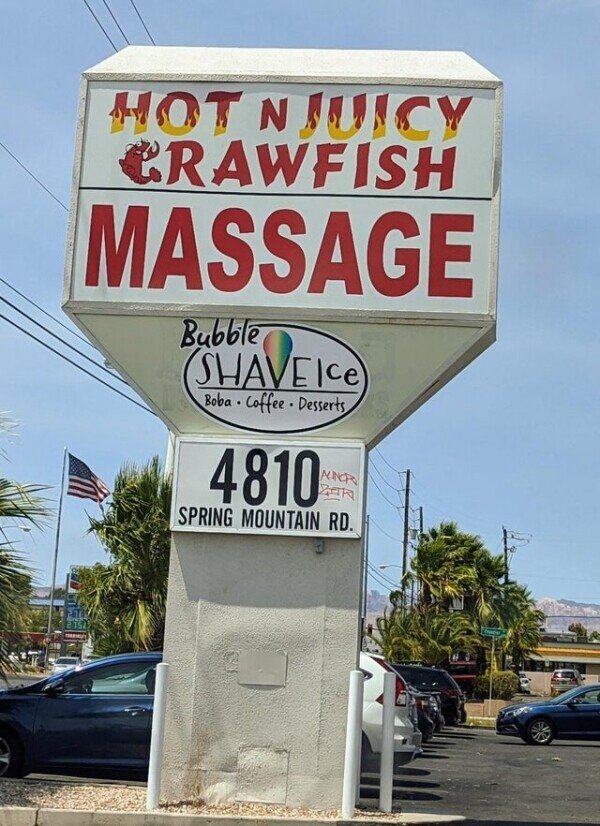 HOT N JUICY
CRAWFISH
MASSAGE
Bubble
SHAVE Ice
Boba • Coffee • Desserts
4810
SPRING MOUNTAIN RD.